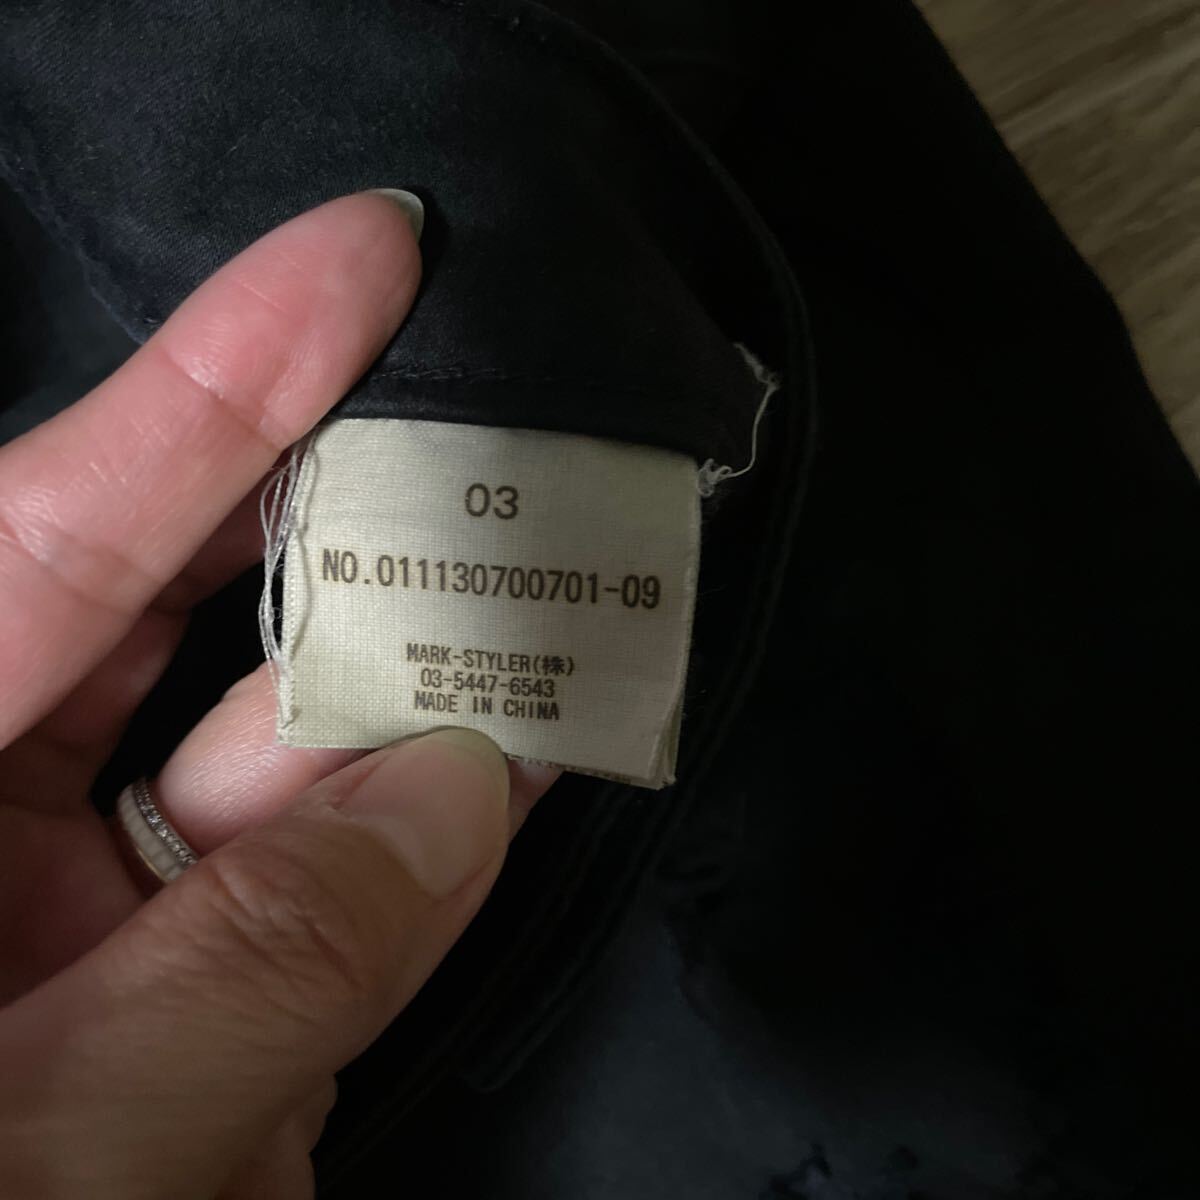 03
NO.011130700701-09
MARK-STYLER(株)
03-5447-6543
MADE IN CHINA